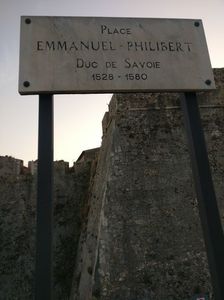 PLACE
EMMANUEL-PHILIBERT
DUC DE SAVOIE
1528-1580